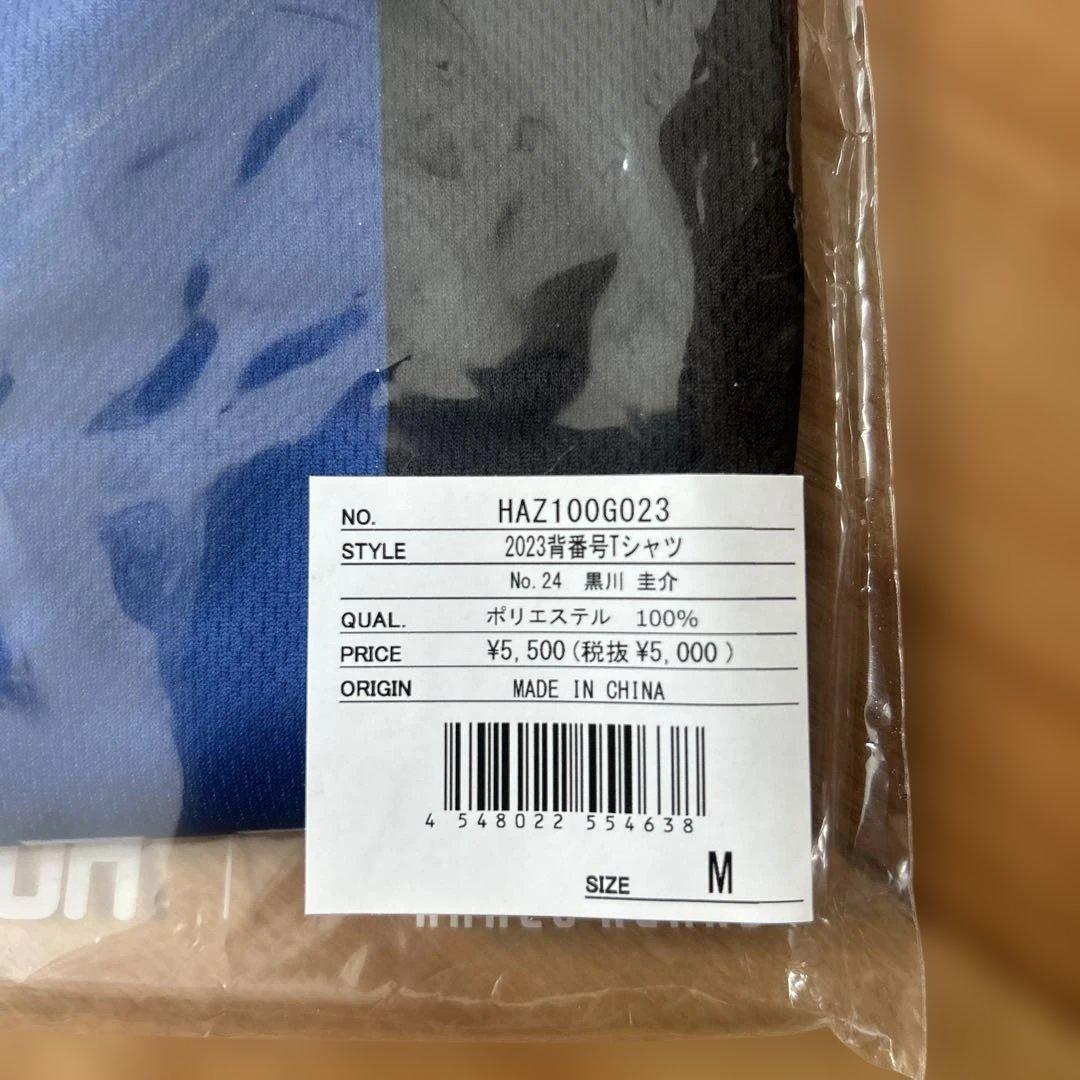 NO. HAZ100G023
STYLE 2023背番号Tシャツ
No.24 黒川 圭介
QUAL. ポリエステル 100%
PRICE ¥5,500(税抜¥5,000)
ORIGIN MADE IN CHINA
4 548022 554638
SIZE M